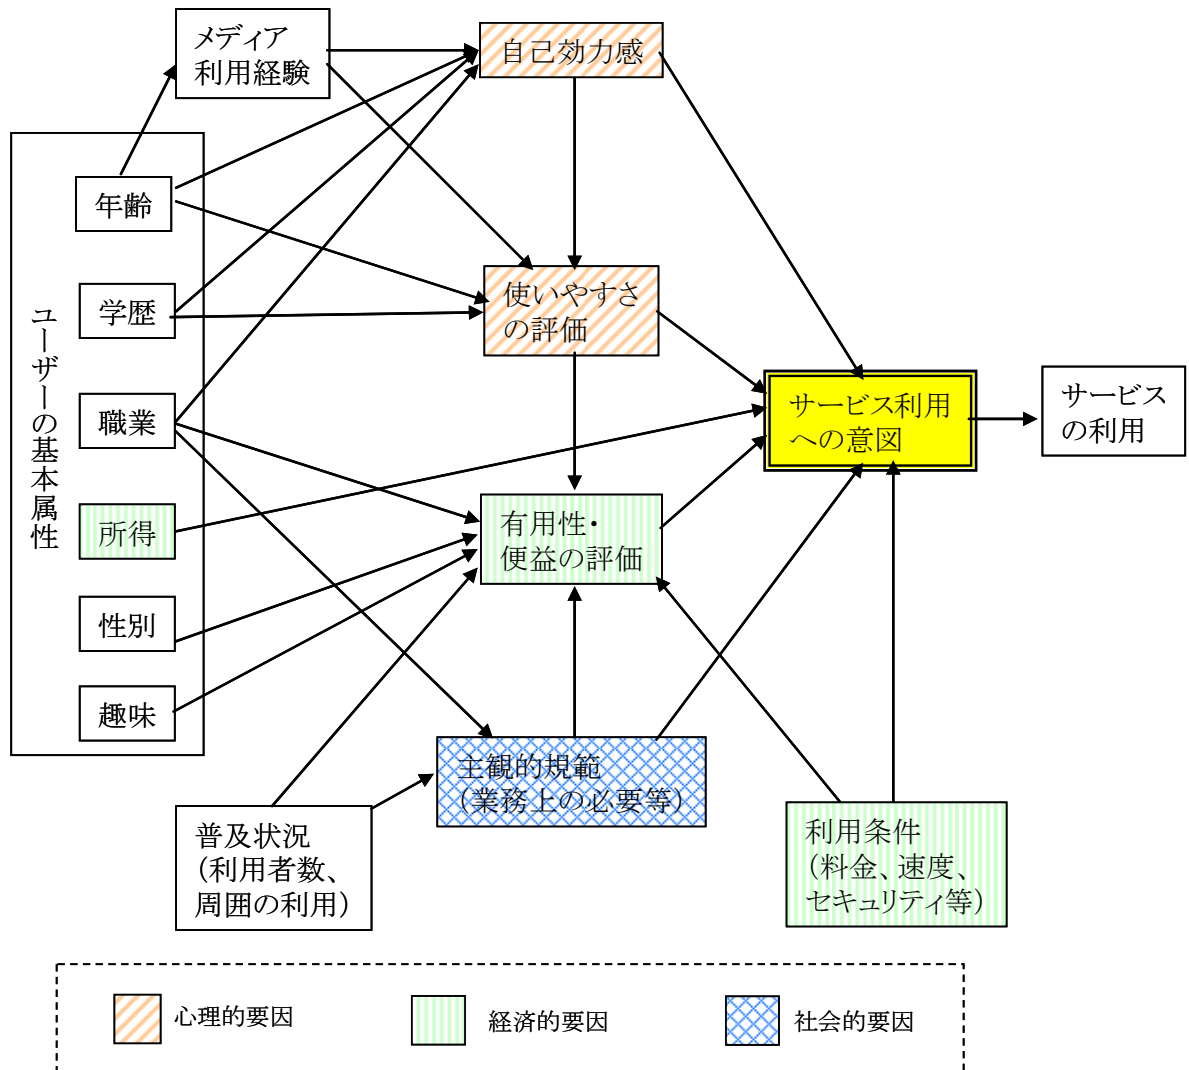 メディア
利用経験
自己効力感
年齢
使いやすさ
の評価
学歴
ユーザーの基本属性
職業
サービス利用
への意図
サービス
の利用
所得
有用性・
便益の評価
性別
趣味
主観的規範
（業務上の必要等）
普及状況
（利用者数、
周囲の利用）
利用条件
（料金、速度、
セキュリティ等）
心理的要因
経済的要因
社会的要因